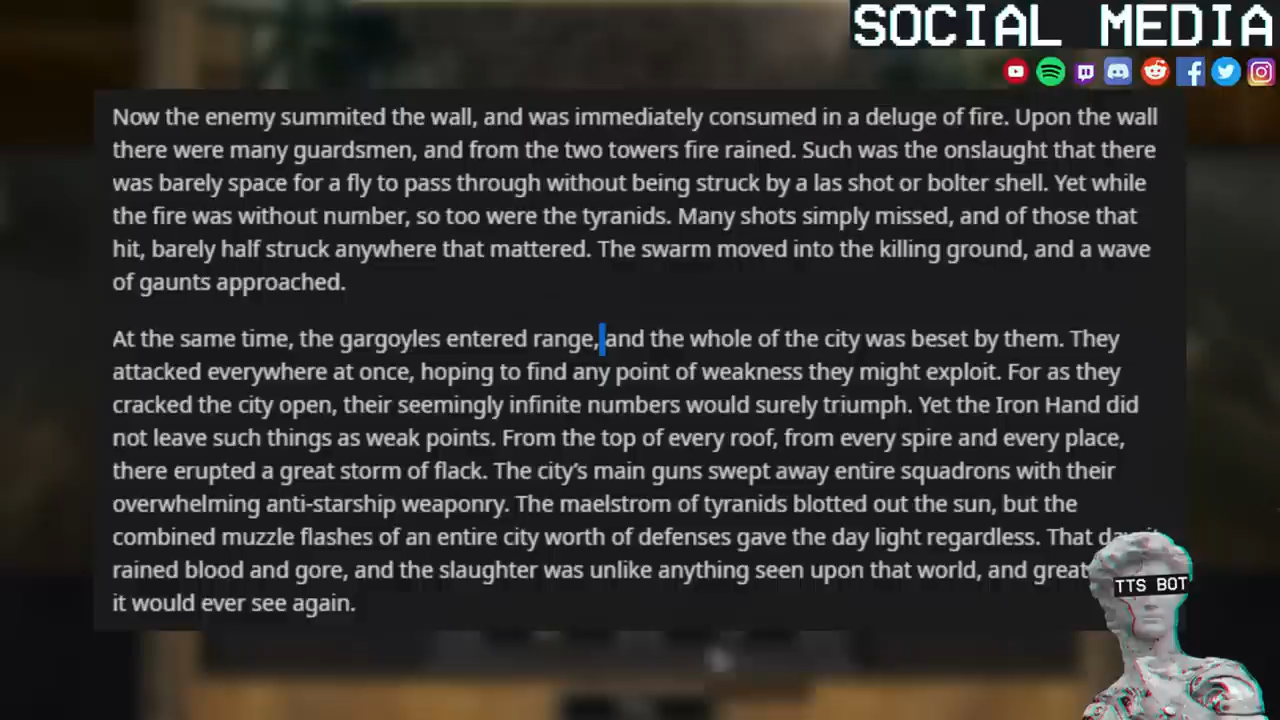 SOCIAL MEDIA
Now the enemy summited the wall, and was immediately consumed in a deluge of fire. Upon the wall
there were many guardsmen, and from the two towers fire rained. Such was the onslaught that there
was barely space for a fly to pass through without being struck by a las shot or bolter shell. Yet while
the fire was without number, so too were the tyranids. Many shots simply missed, and of those that
hit, barely half struck anywhere that mattered. The swarm moved into the killing ground, and a wave
of gaunts approached.
At the same time, the gargoyles entered range, and the whole of the city was beset by them. They
attacked everywhere at once, hoping to find any point of weakness they might exploit. For as they
cracked the city open, their seemingly infinite numbers would surely triumph. Yet the Iron Hand did
not leave such things as weak points. From the top of every roof, from every spire and every place,
there erupted a great storm of flack. The city’s main guns swept away entire squadrons with their
overwhelming anti-starship weaponry. The maelstrom of tyranids blotted out the sun, but the
combined muzzle flashes of an entire city worth of defenses gave the day light regardless. That
rained blood and gore, and the slaughter was unlike anything seen upon that world, and great
it would ever see again.
TTS BOT